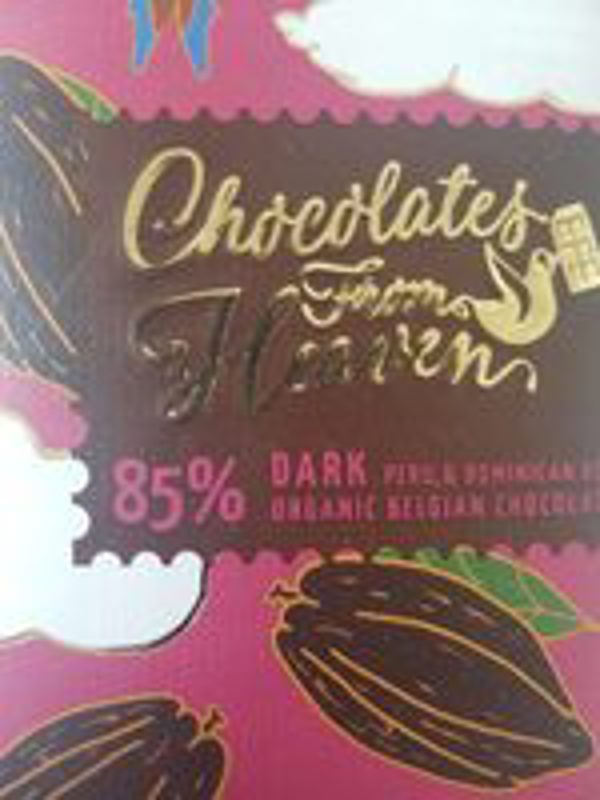 Chocolates
From
Heaven
85% DARK PERU & DOMINICAN
ORGANIC BELGIAN